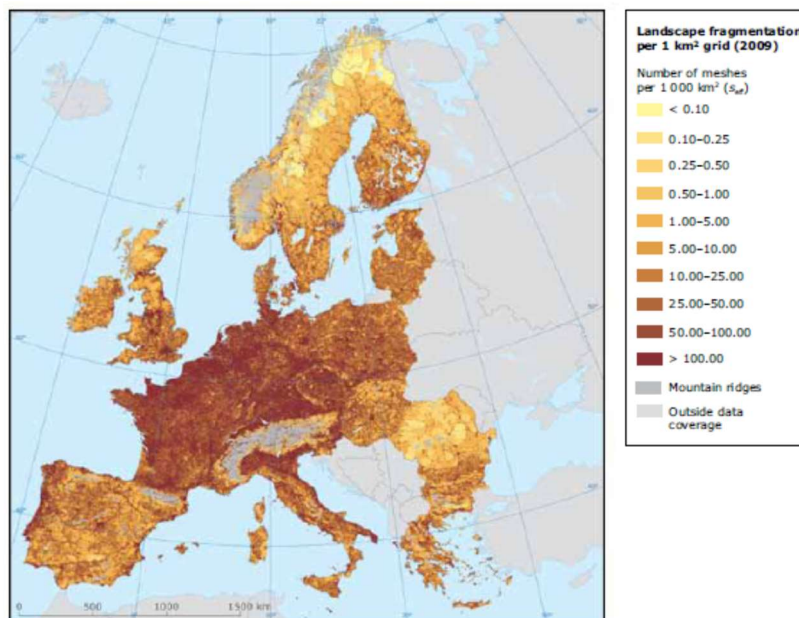 Landscape fragmentation
per 1 km² grid (2009)
Number of meshes
per 1 000 km² (s_eff)
< 0.10
0.10–0.25
0.25–0.50
0.50–1.00
1.00–5.00
5.00–10.00
10.00–25.00
25.00–50.00
50.00–100.00
> 100.00
Mountain ridges
Outside data
coverage
0 500 1000 1500 km